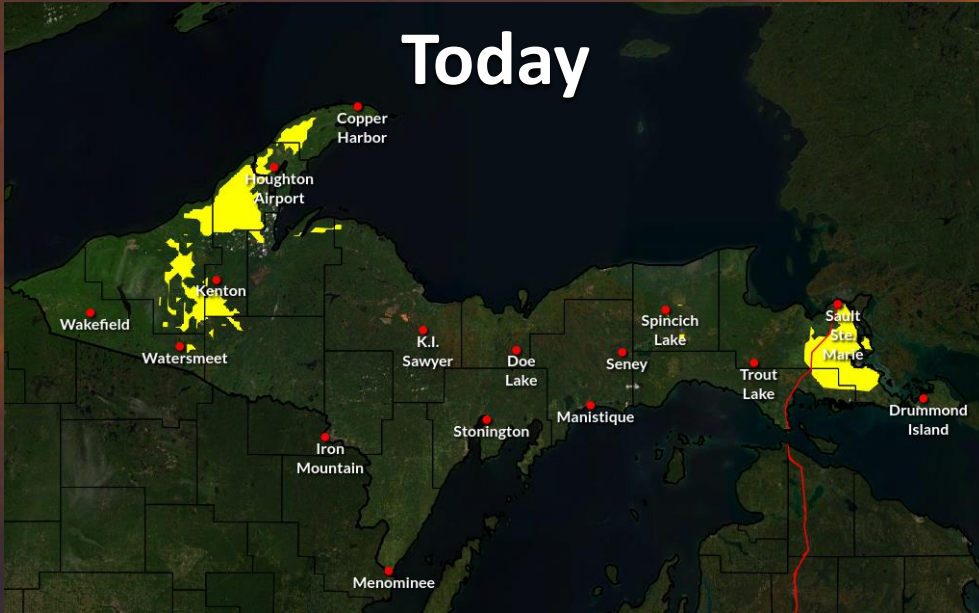 Today
Copper
Harbor
Houghton
Airport
Kenton
Wakefield
Watersmeet
K.I.
Sawyer
Doe
Lake
Spincich
Lake
Seney
Sault
Ste.
Marie
Trout
Lake
Drummond
Island
Manistique
Stonington
Iron
Mountain
Menominee